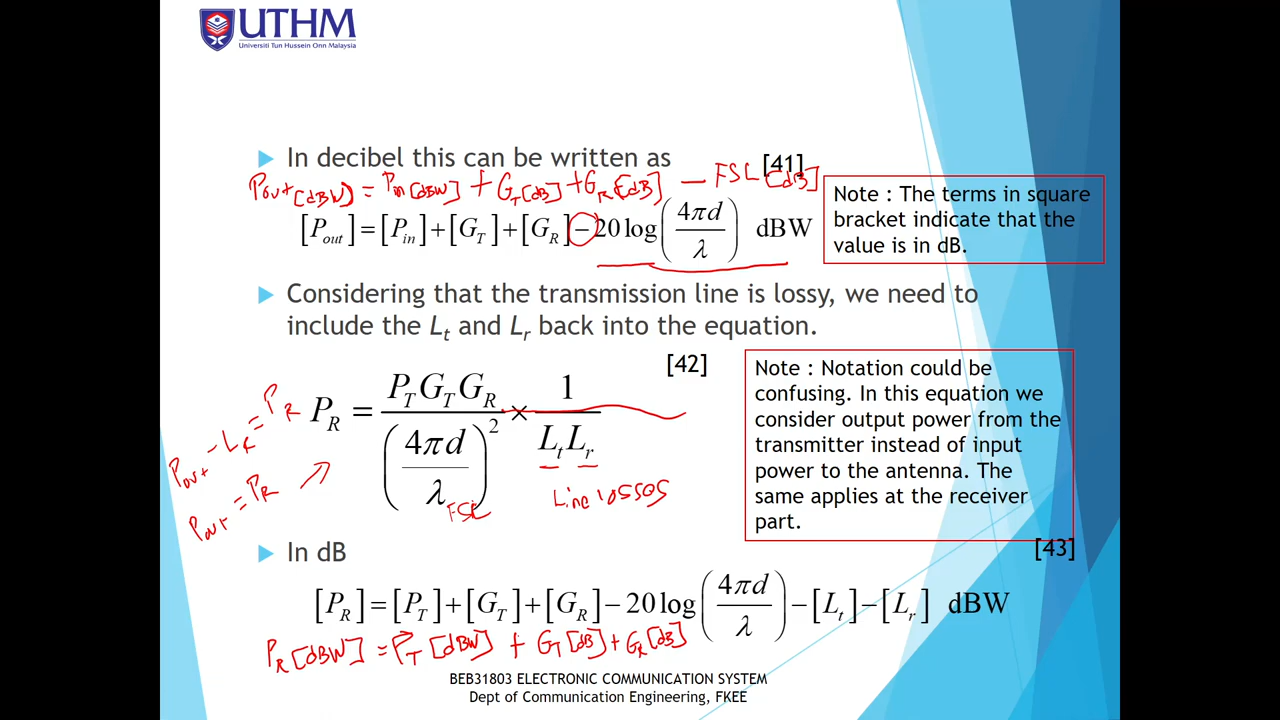 UTHM
Universiti Tun Hussein Onn Malaysia
In decibel this can be written as
[41]
Pout [dBW] = Pin [dBW] + GT [dB] + GR [dB] — FSL [dB]
[Pout] = [Pin] + [GT] + [GR] − 20 log (4πd / λ) dBW
Note : The terms in square
bracket indicate that the
value is in dB.
Considering that the transmission line is lossy, we need to
include the Lt and Lr back into the equation.
[42]
PR = PT GT GR / (4πd / λ)² × 1 / Lt Lr
FSL
Line losses
Pout - Lr = PR
Pout = PR
Note : Notation could be
confusing. In this equation we
consider output power from the
transmitter instead of input
power to the antenna. The
same applies at the receiver
part.
[43]
In dB
[PR] = [PT] + [GT] + [GR] − 20 log (4πd / λ) − [Lt] − [Lr] dBW
PR [dBW] = PT [dBW] + GT [dB] + GR [dB]
BEB31803 ELECTRONIC COMMUNICATION SYSTEM
Dept of Communication Engineering, FKEE